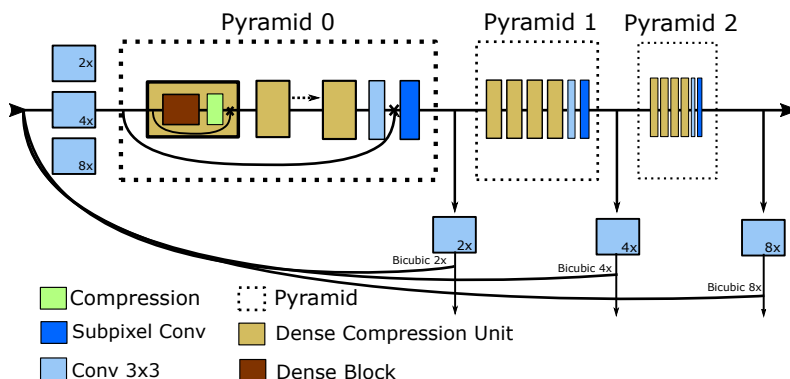 Pyramid 0
Pyramid 1
Pyramid 2
2x
4x
8x
2x
4x
8x
Bicubic 2x
Bicubic 4x
Bicubic 8x
Compression
Pyramid
Subpixel Conv
Dense Compression Unit
Conv 3x3
Dense Block